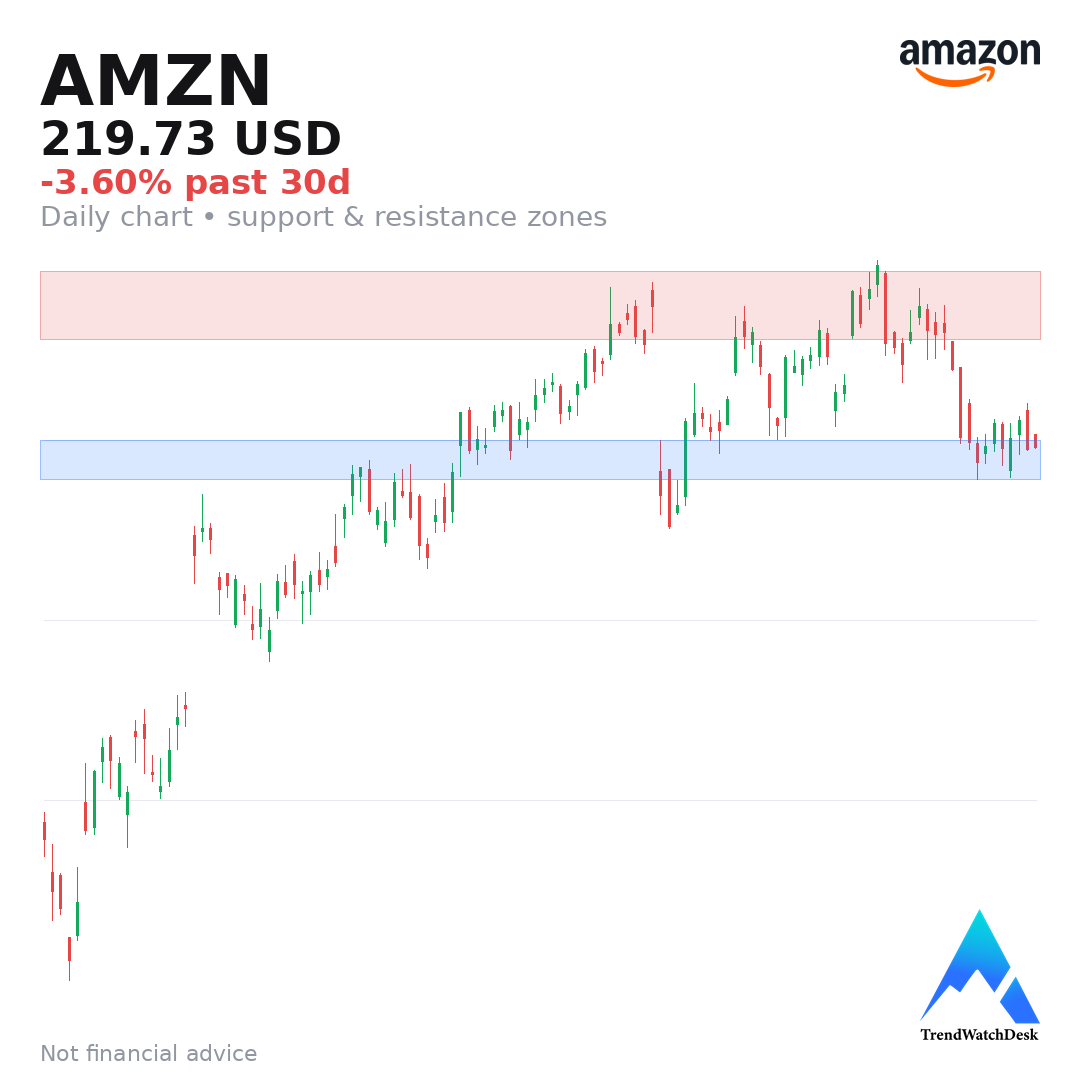 AMZN
amazon
219.73 USD
-3.60% past 30d
Daily chart • support & resistance zones
TrendWatchDesk
Not financial advice